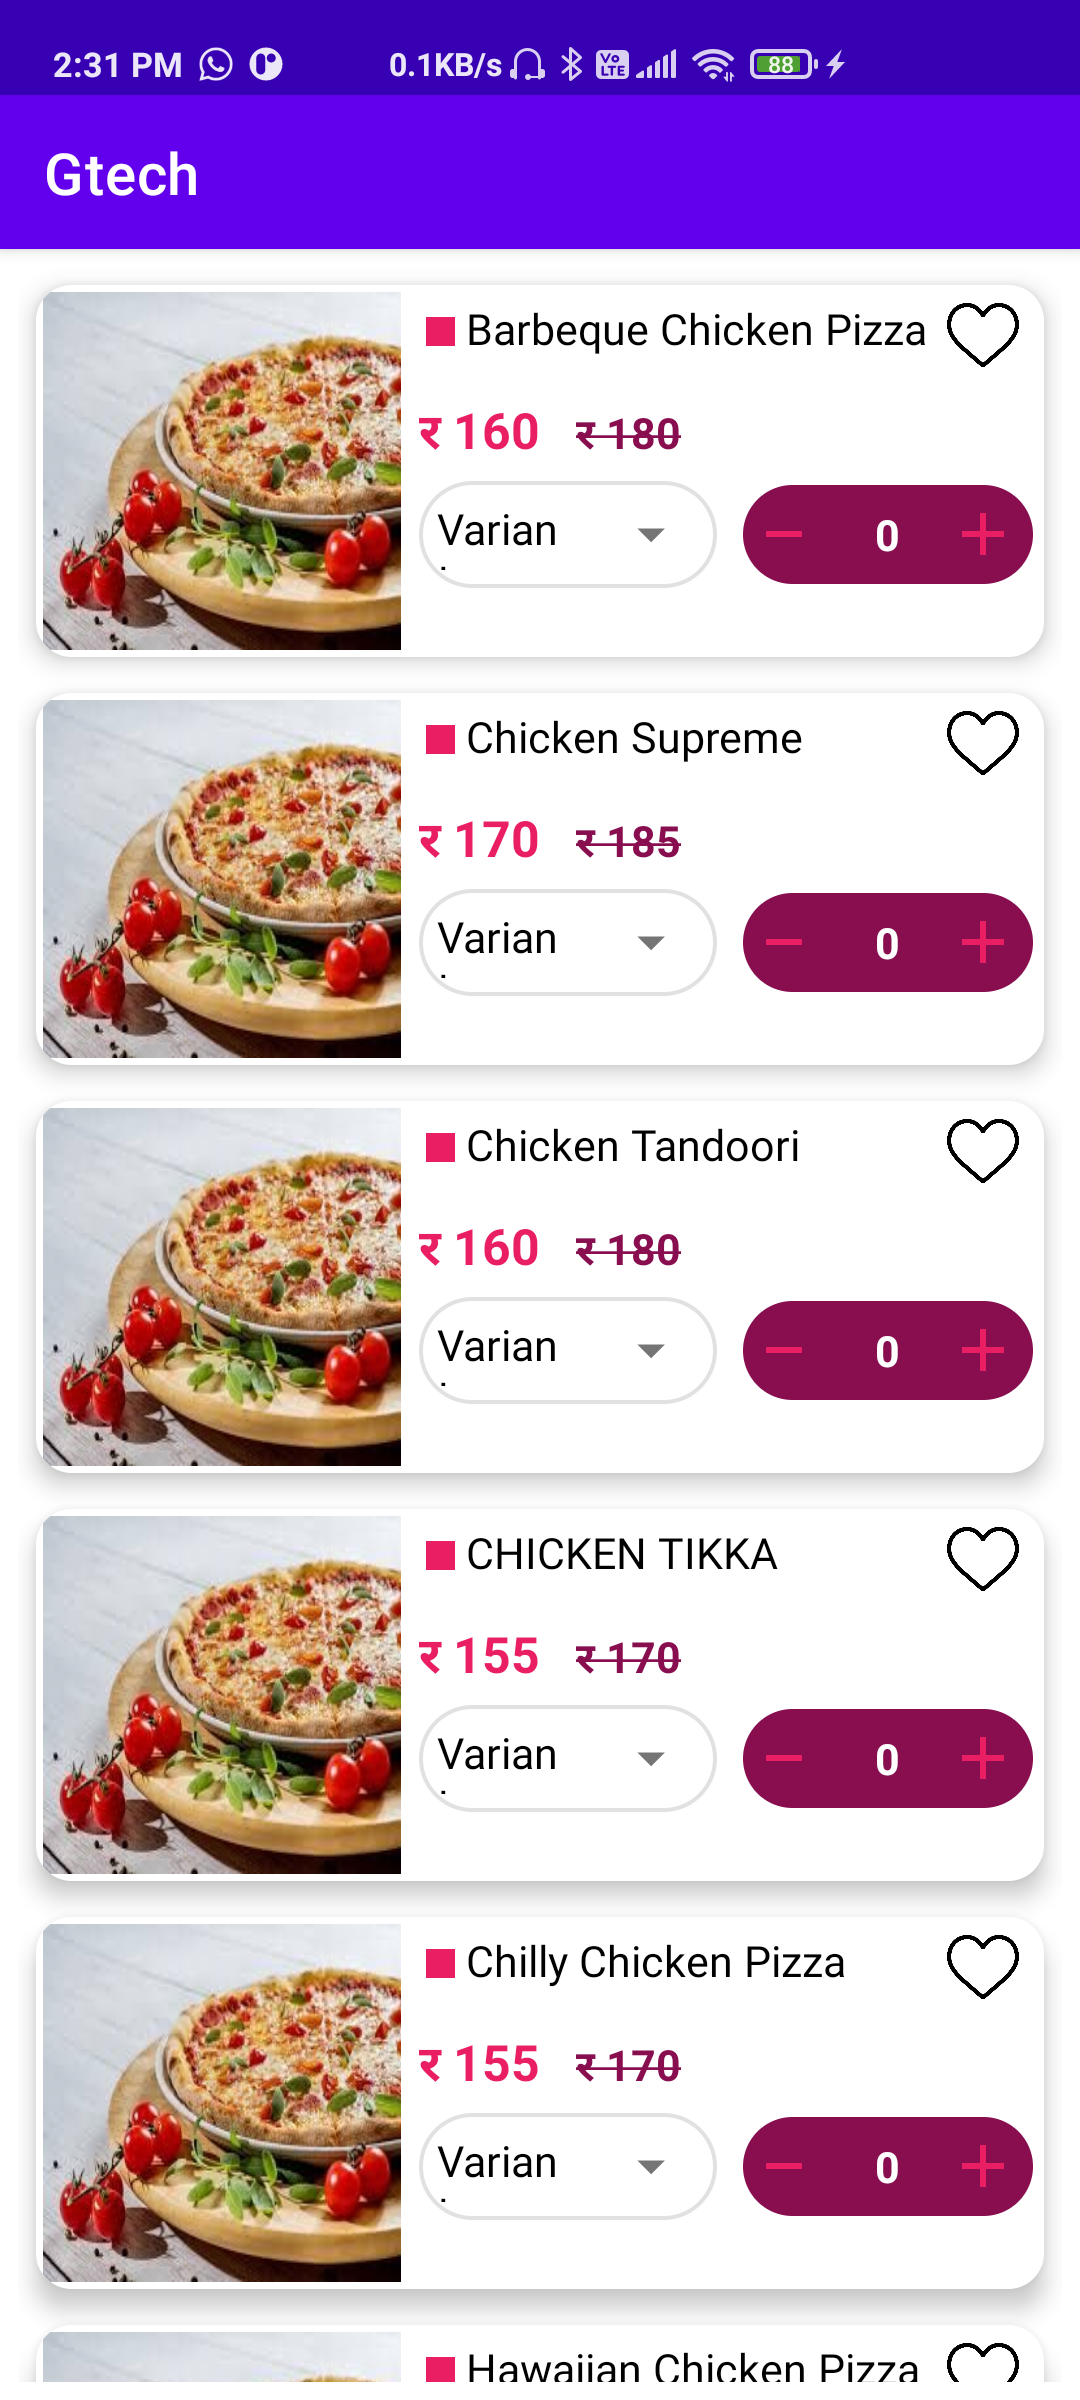 2:31 PM 0.1KB/s Vo LTE 88
Gtech
Barbeque Chicken Pizza
₹ 160 ₹ 180
Varian
0
Chicken Supreme
₹ 170 ₹ 185
Varian
0
Chicken Tandoori
₹ 160 ₹ 180
Varian
0
CHICKEN TIKKA
₹ 155 ₹ 170
Varian
0
Chilly Chicken Pizza
₹ 155 ₹ 170
Varian
0
Hawaiian Chicken Pizza